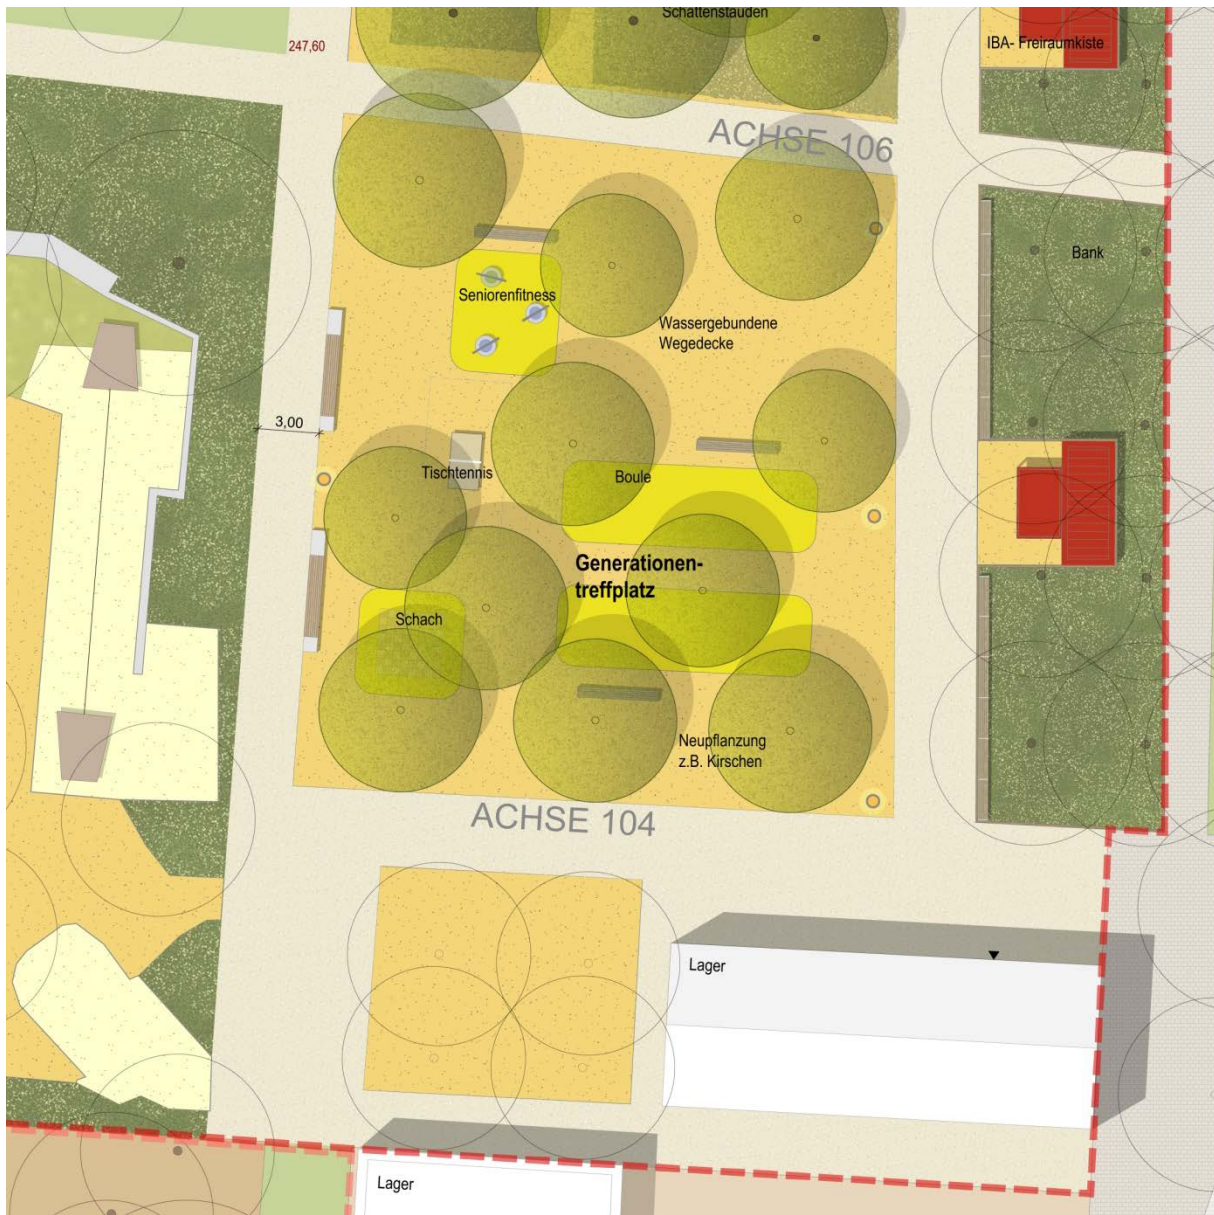 Schattenstauden
247,60
IBA- Freiraumkiste
ACHSE 106
Bank
Seniorenfitness
Wassergebundene
Wegedecke
3,00
Tischtennis
Boule
Generationen-
treffplatz
Schach
Neupflanzung
z.B. Kirschen
ACHSE 104
Lager
Lager